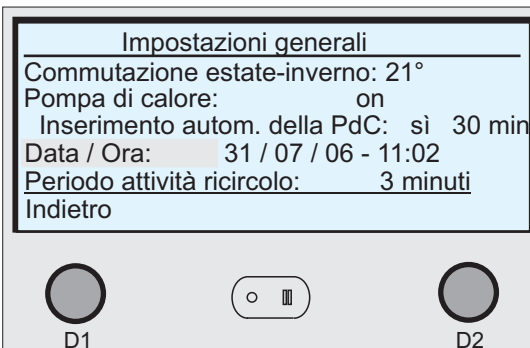 Impostazioni generali
Commutazione estate-inverno: 21°
Pompa di calore: on
Inserimento autom. della PdC: sì 30 min
Data / Ora: 31 / 07 / 06 - 11:02
Periodo attività ricircolo: 3 minuti
Indietro
D1 D2